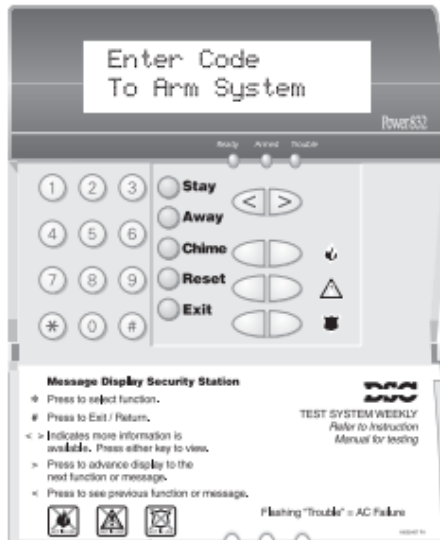 Enter Code
To Arm System
Power832
Ready Armed Trouble
1 2 3 Stay
< >
Away
4 5 6
Chime
7 8 9 Reset
Exit
* 0 #
Message Display Security Station
* Press to select function.
# Press to Exit / Return.
< > Indicates more information is
available. Press either key to view.
> Press to advance display to the
next function or message.
< Press to see previous function or message.
DSC
TEST SYSTEM WEEKLY
Refer to Instruction
Manual for testing
Flashing "Trouble" = AC Failure